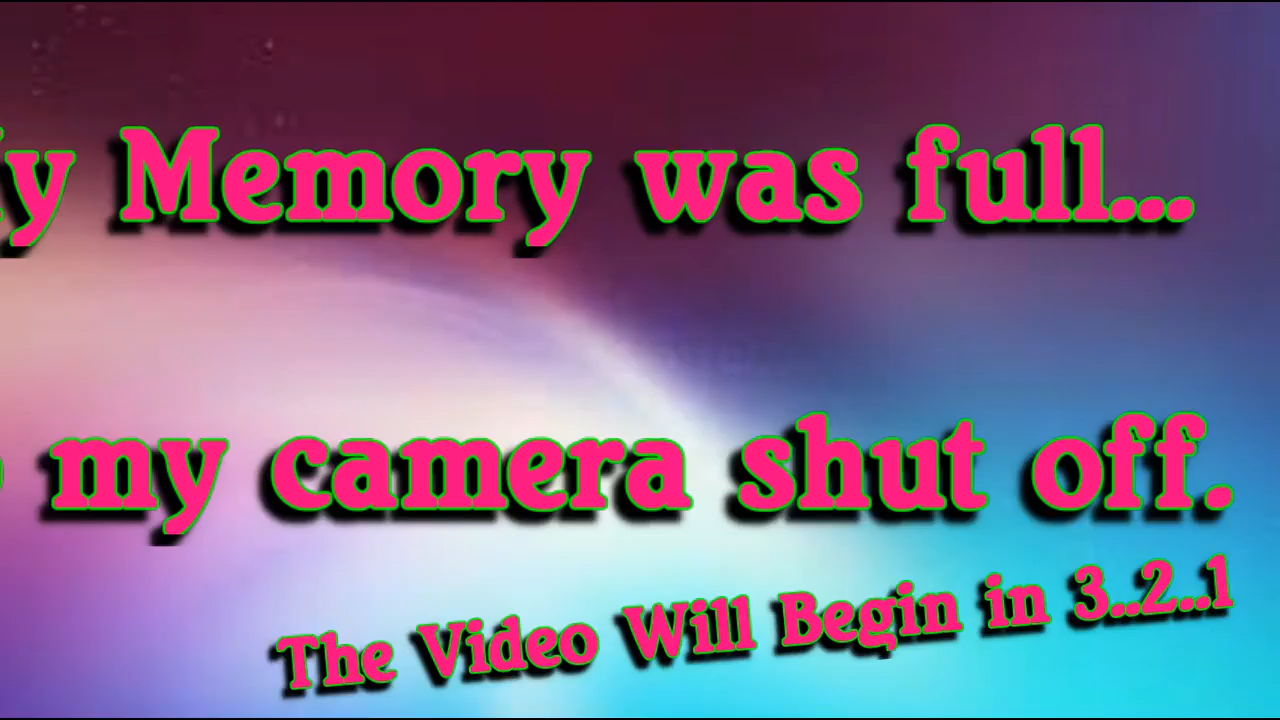 Memory was full...
my camera shut off.
The Video Will Begin in 3..2..1